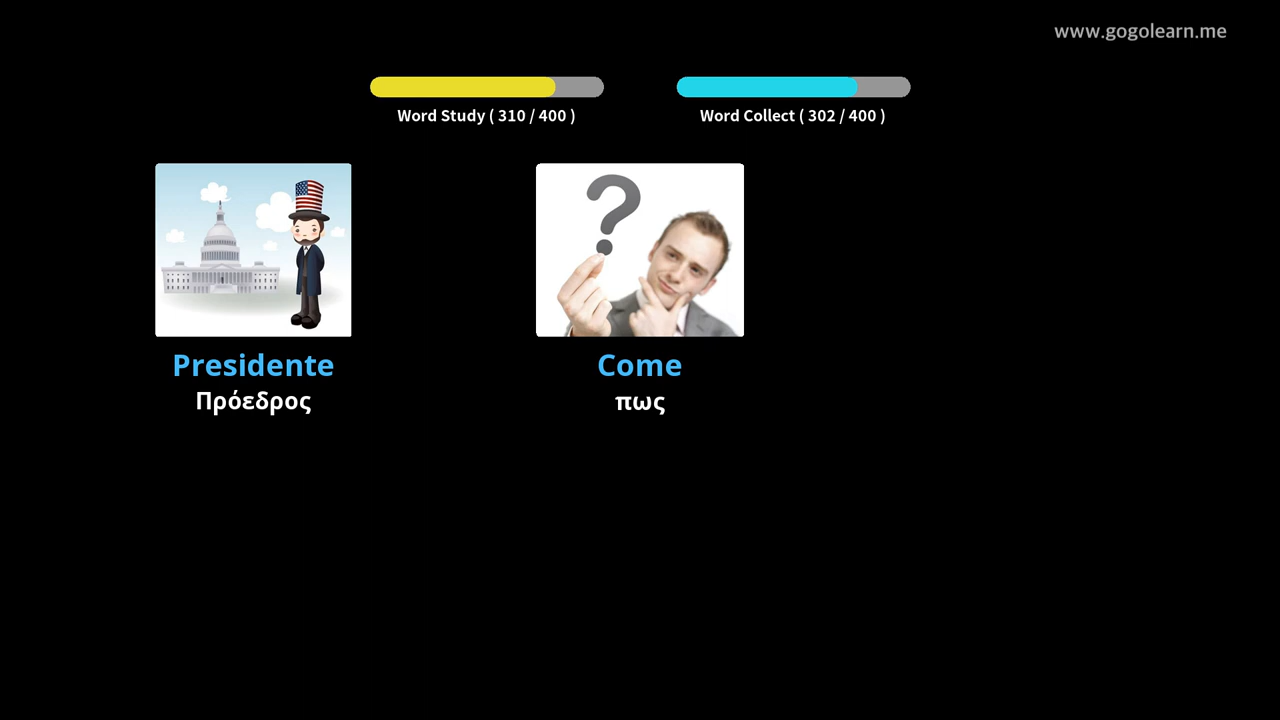 www.gogolearn.me
Word Study ( 310 / 400 )
Word Collect ( 302 / 400 )
Presidente
Πρόεδρος
Come
πως